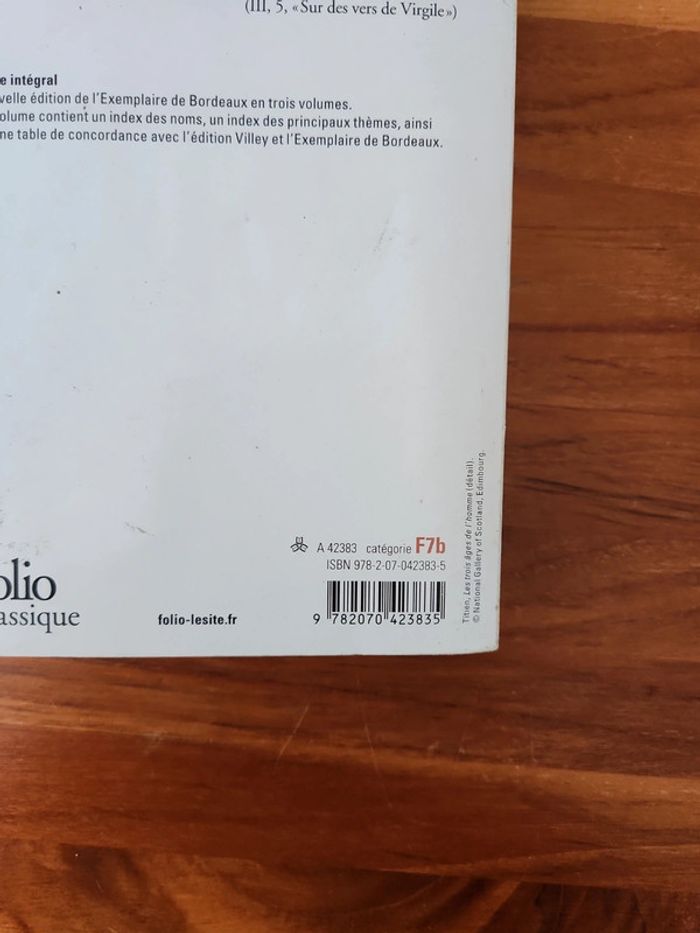 (III, 5, «Sur des vers de Virgile»)
e intégral
velle édition de l'Exemplaire de Bordeaux en trois volumes.
olume contient un index des noms, un index des principaux thèmes, ainsi
ne table de concordance avec l'édition Villey et l'Exemplaire de Bordeaux.
Titien, Les trois âges de l'homme (détail).
© National Gallery of Scotland, Edimbourg.
A 42383 catégorie F7b
ISBN 978-2-07-042383-5
olio
assique
folio-lesite.fr
9 782070 423835